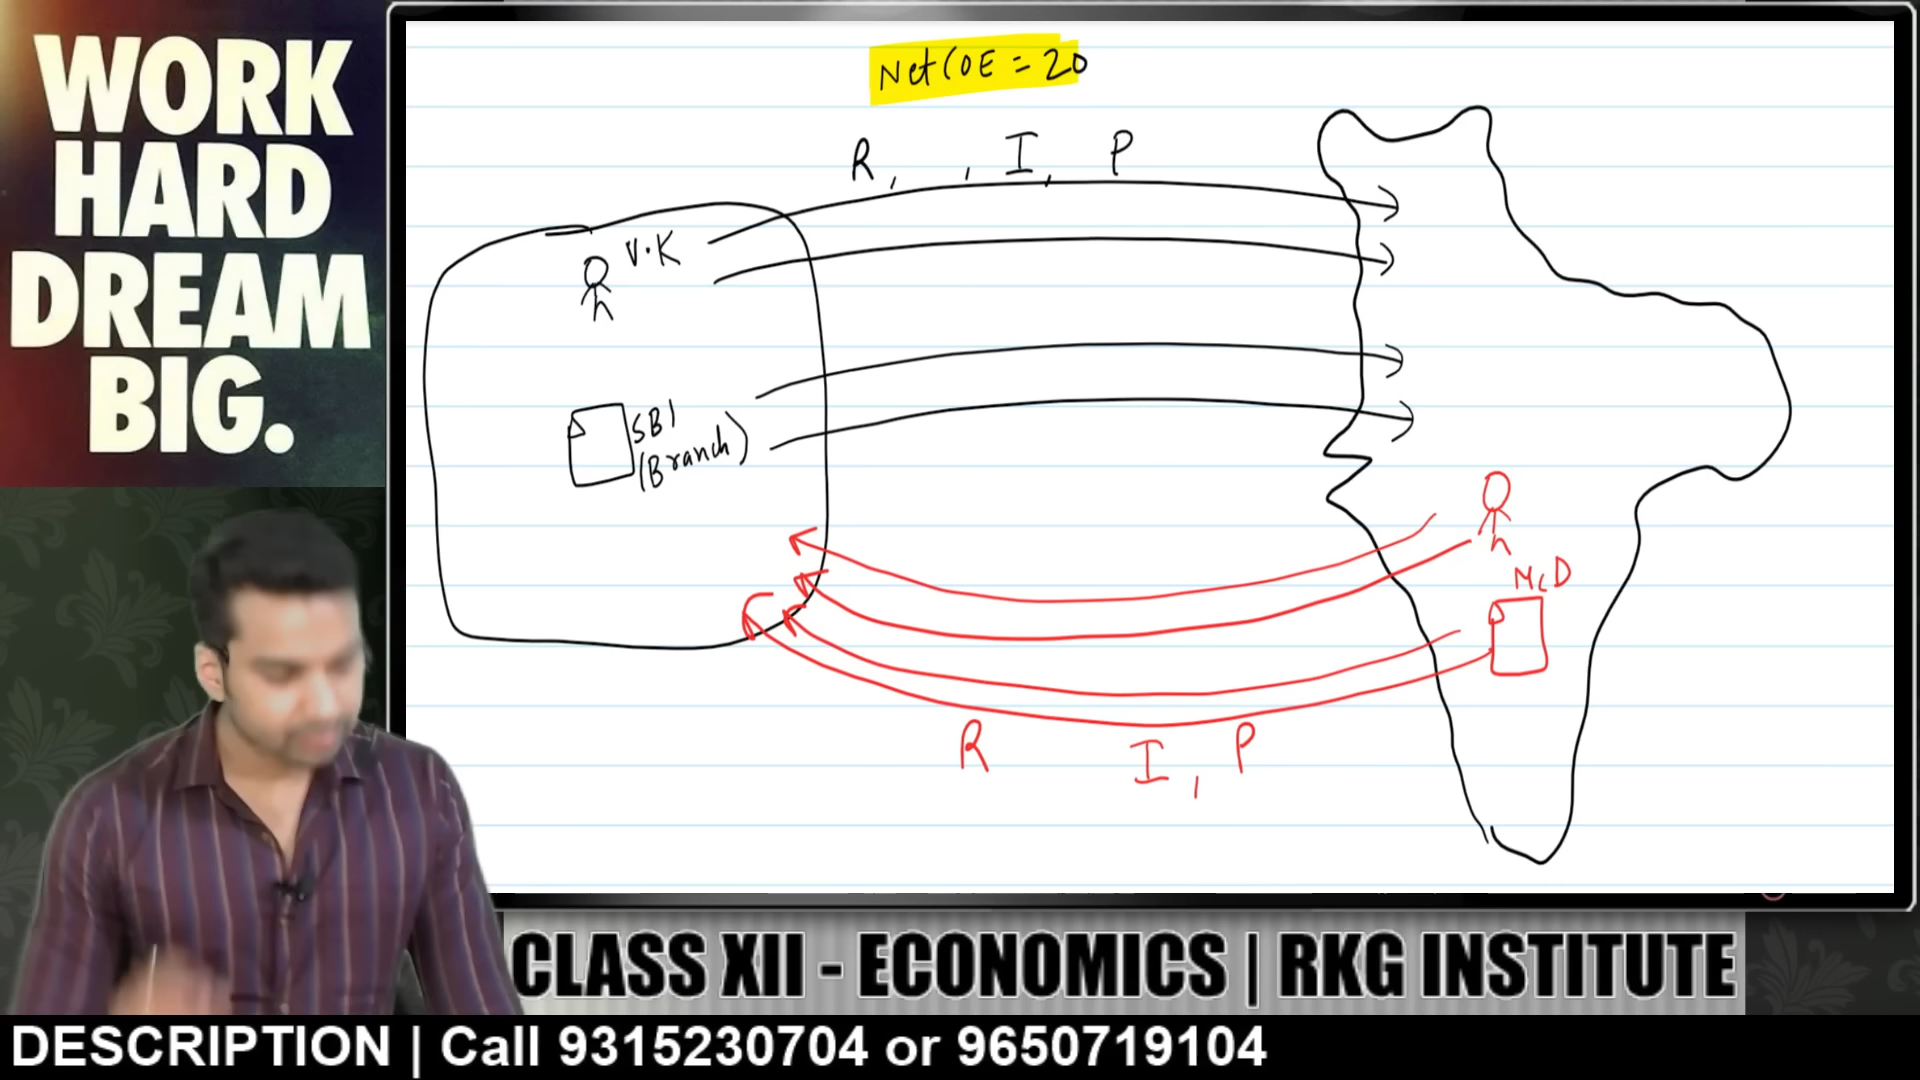 WORK
HARD
DREAM
BIG.
Net COE = 20
R, , I, P
V.K
SBI
(Branch)
McD
R I, P
CLASS XII - ECONOMICS | RKG INSTITUTE
DESCRIPTION | Call 9315230704 or 9650719104